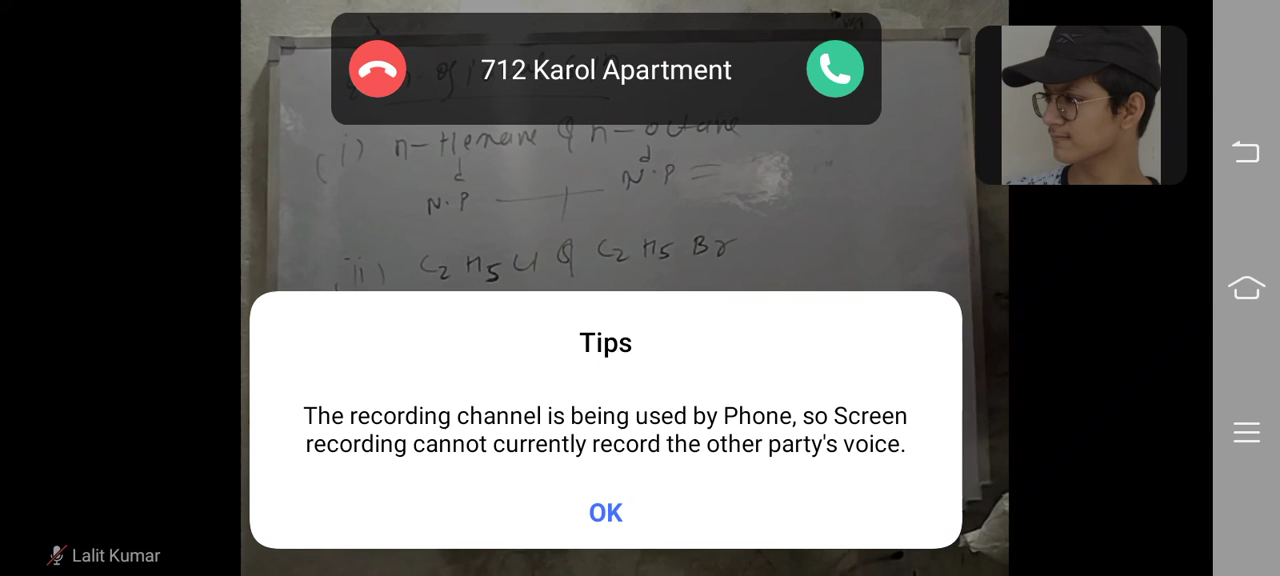 712 Karol Apartment
(i) n-Hexane & n-octane
N.P N.P =
(ii) C2H5Cl & C2H5Br
Tips
The recording channel is being used by Phone, so Screen
recording cannot currently record the other party's voice.
OK
Lalit Kumar